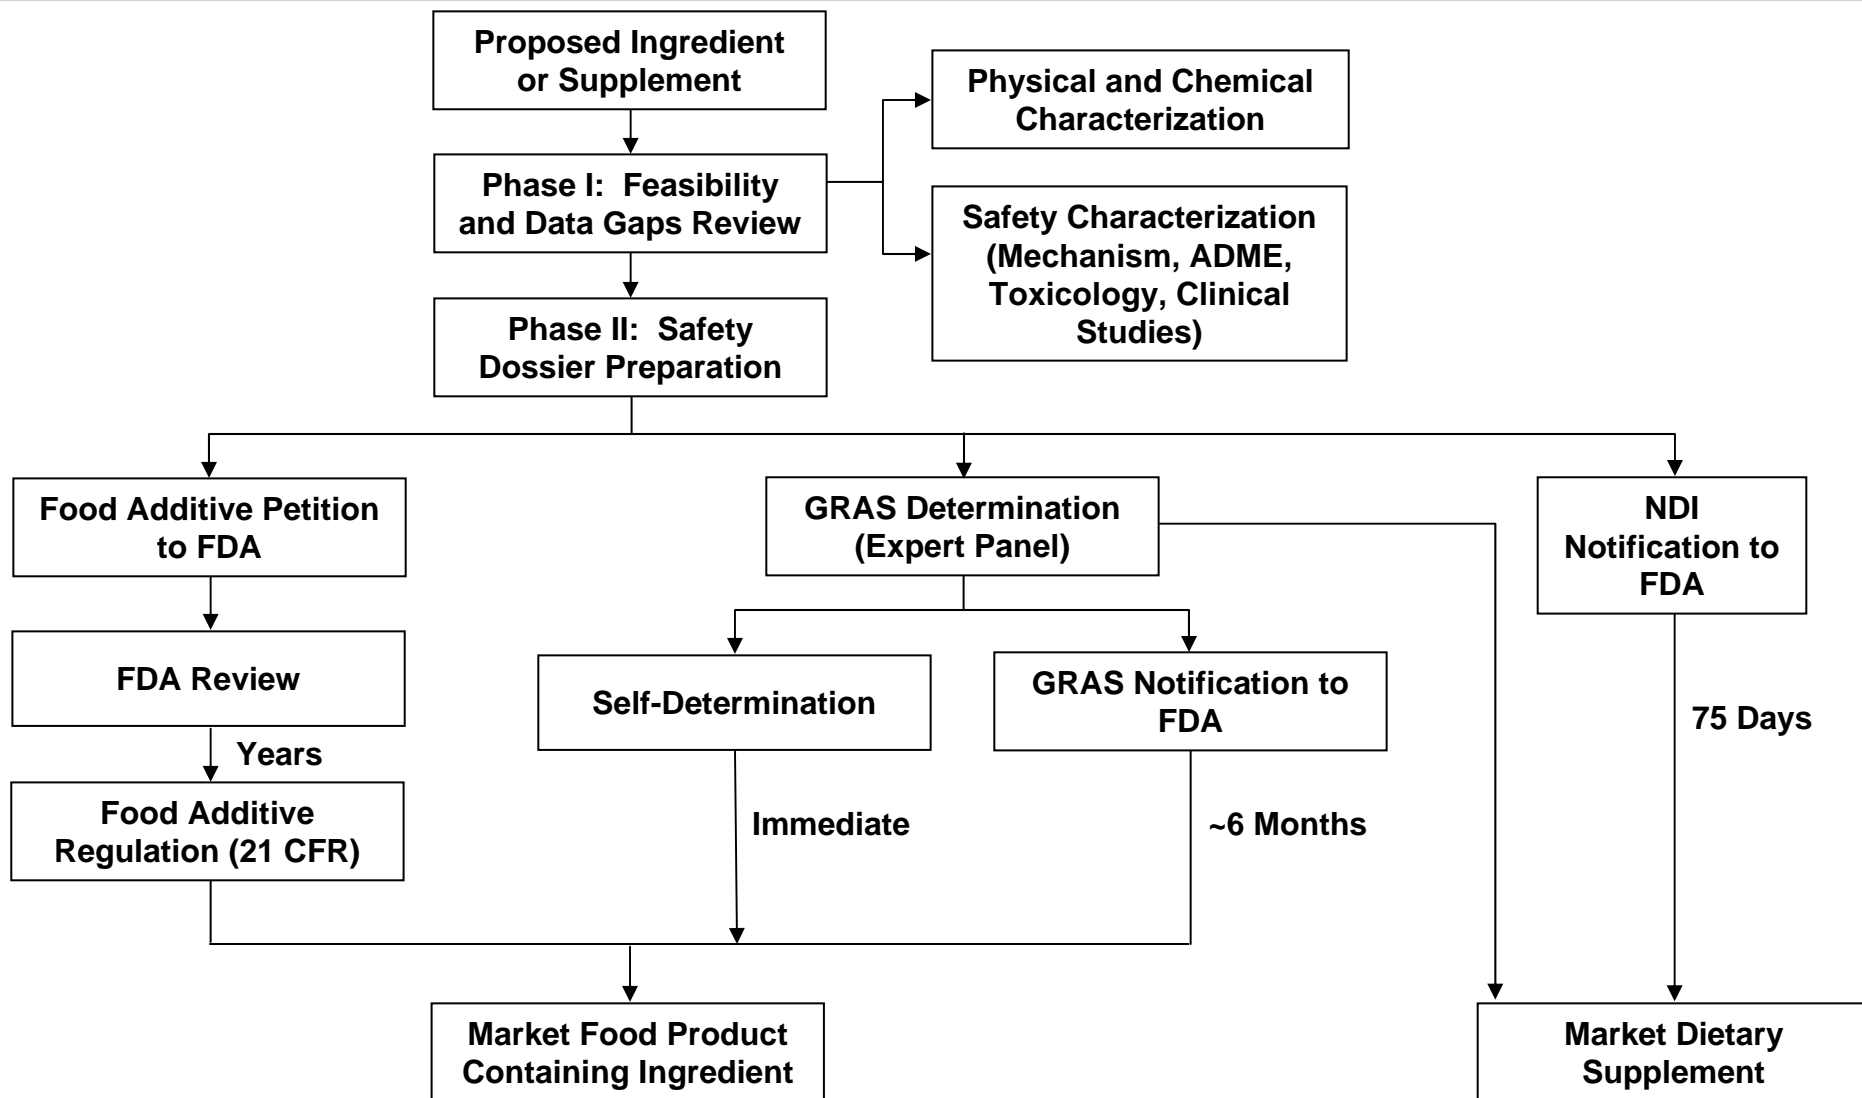 Proposed Ingredient
or Supplement
Physical and Chemical
Characterization
Phase I:  Feasibility
and Data Gaps Review
Safety Characterization
(Mechanism, ADME,
Toxicology, Clinical
Studies)
Phase II:  Safety
Dossier Preparation
Food Additive Petition
to FDA
GRAS Determination
(Expert Panel)
NDI
Notification to
FDA
FDA Review
Self-Determination
GRAS Notification to
FDA
75 Days
Years
Food Additive
Regulation (21 CFR)
Immediate
~6 Months
Market Food Product
Containing Ingredient
Market Dietary
Supplement